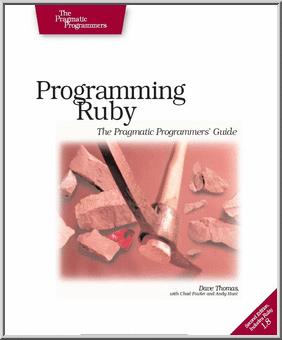 The
Pragmatic
Programmers
Programming
Ruby
The Pragmatic Programmers' Guide
Dave Thomas,
with Chad Fowler and Andy Hunt
Second Edition,
Includes Ruby
1.8